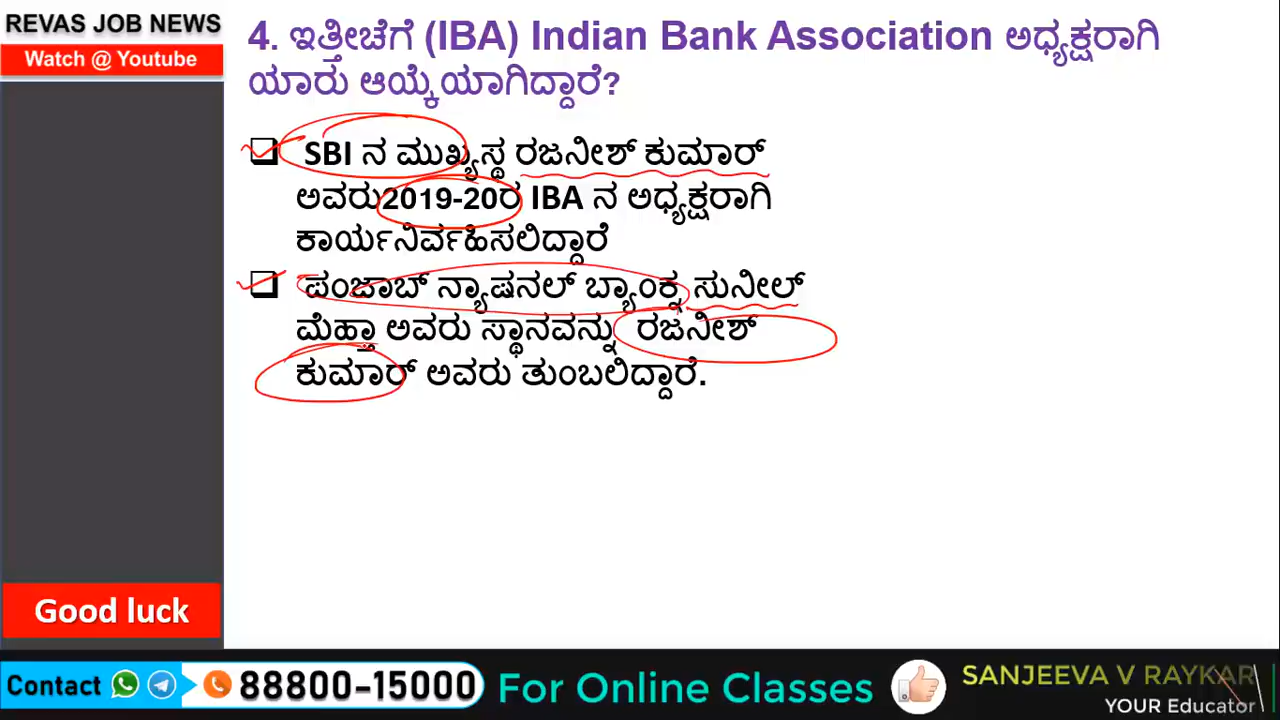 REVAS JOB NEWS
Watch @ Youtube
4. ಇತ್ತೀಚೆಗೆ (IBA) Indian Bank Association ಅಧ್ಯಕ್ಷರಾಗಿ
ಯಾರು ಆಯ್ಕೆಯಾಗಿದ್ದಾರೆ?
SBI ನ ಮುಖ್ಯಸ್ಥ ರಜನೀಶ್ ಕುಮಾರ್
ಅವರು2019-20ರ IBA ನ ಅಧ್ಯಕ್ಷರಾಗಿ
ಕಾರ್ಯನಿರ್ವಹಿಸಲಿದ್ದಾರೆ
ಪಂಜಾಬ್ ನ್ಯಾಷನಲ್ ಬ್ಯಾಂಕ್ನ ಸುನೀಲ್
ಮೆಹ್ತಾ ಅವರು ಸ್ಥಾನವನ್ನು ರಜನೀಶ್
ಕುಮಾರ್ ಅವರು ತುಂಬಲಿದ್ದಾರೆ.
Good luck
Contact 88800-15000 For Online Classes
SANJEEVA V RAYKAR
YOUR Educator